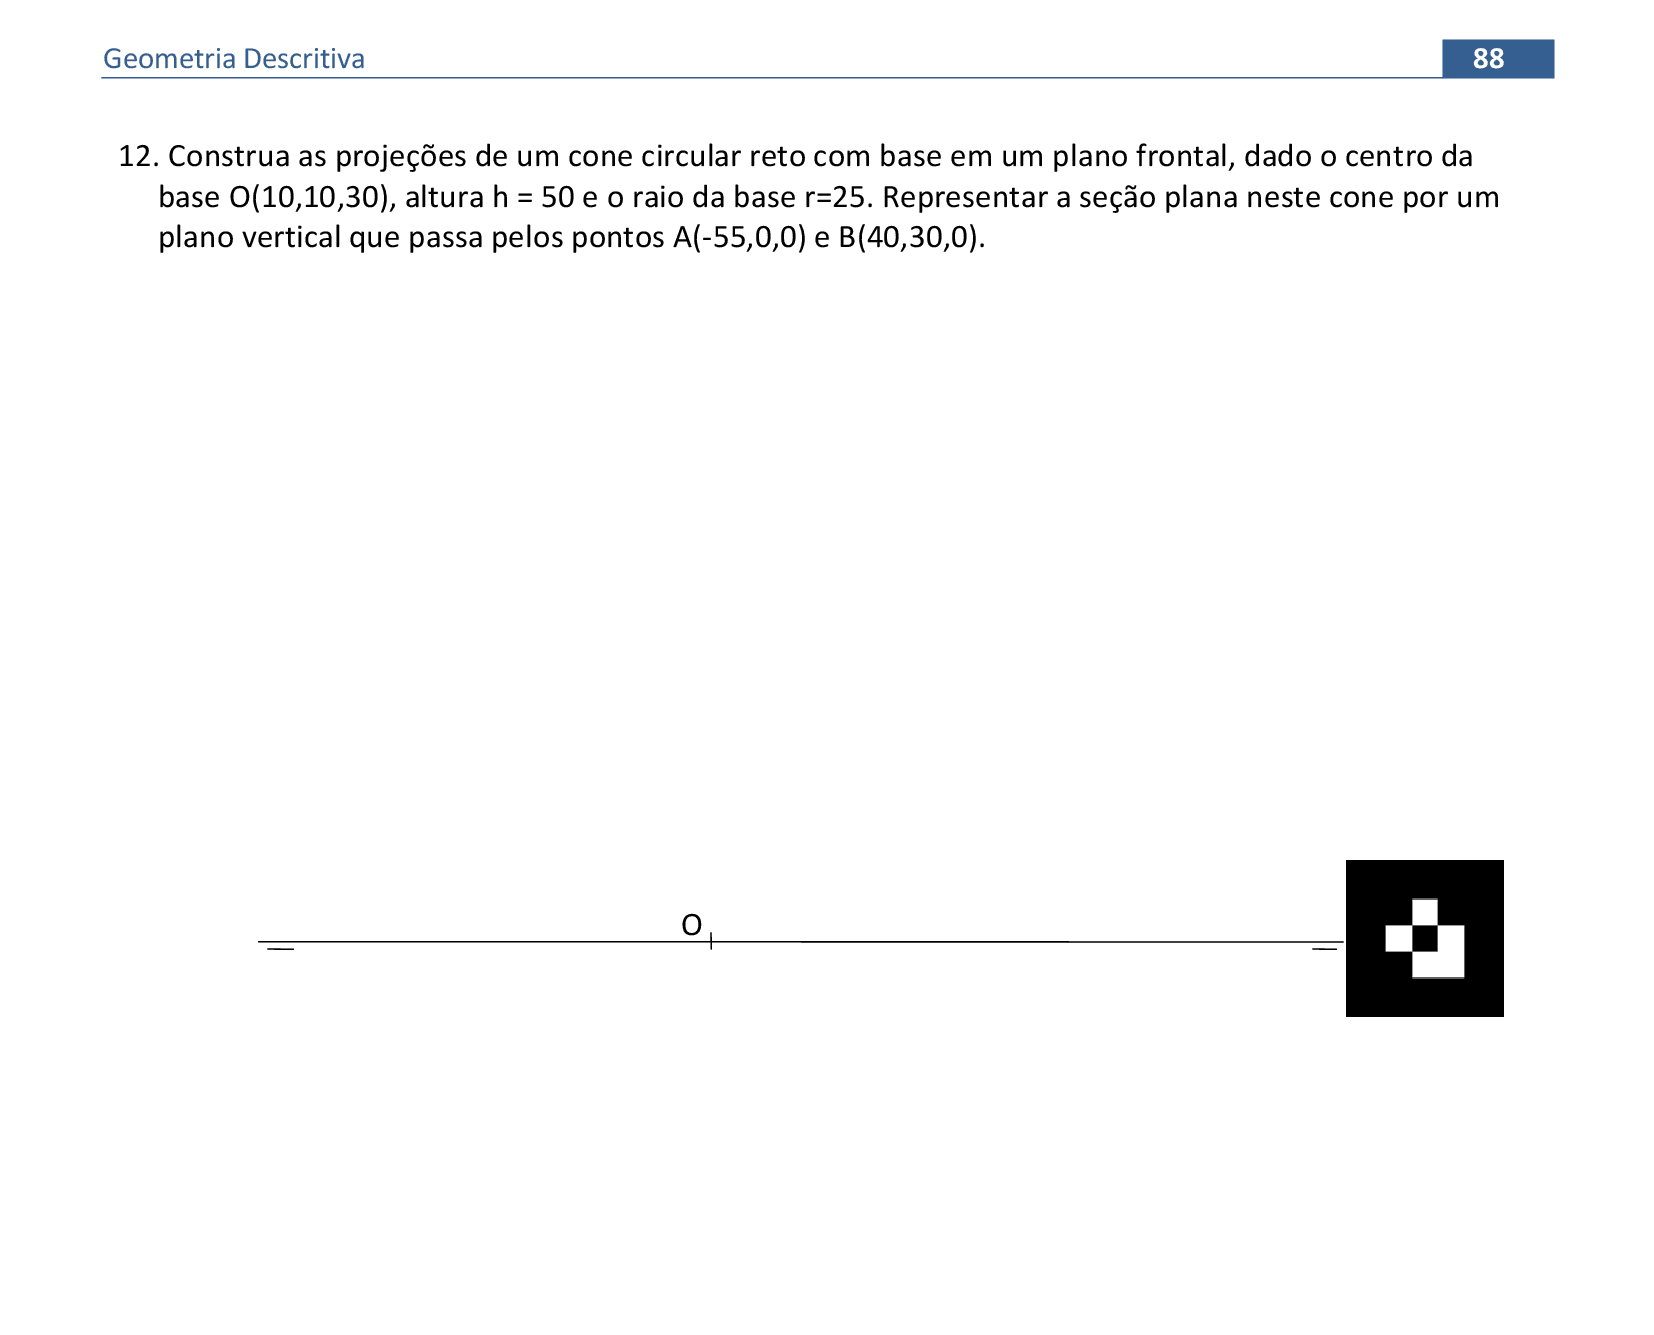 Geometria Descritiva 88
12. Construa as projeções de um cone circular reto com base em um plano frontal, dado o centro da
base O(10,10,30), altura h = 50 e o raio da base r=25. Representar a seção plana neste cone por um
plano vertical que passa pelos pontos A(-55,0,0) e B(40,30,0).
O